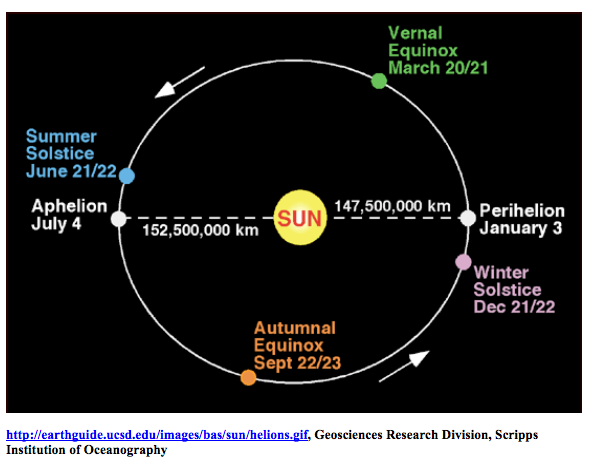 Vernal
Equinox
March 20/21
Summer
Solstice
June 21/22
Aphelion
July 4
152,500,000 km
SUN
147,500,000 km
Perihelion
January 3
Winter
Solstice
Dec 21/22
Autumnal
Equinox
Sept 22/23
http://earthguide.ucsd.edu/images/bas/sun/helions.gif, Geosciences Research Division, Scripps
Institution of Oceanography